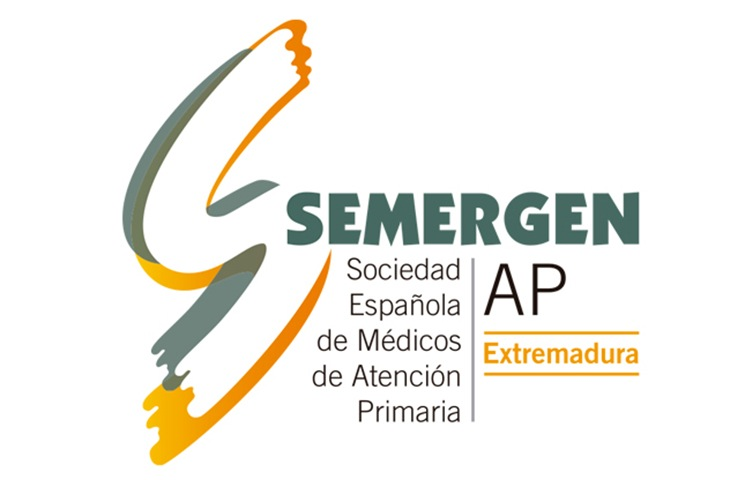 SEMERGEN
Sociedad
Española
de Médicos
de Atención
Primaria
AP
Extremadura